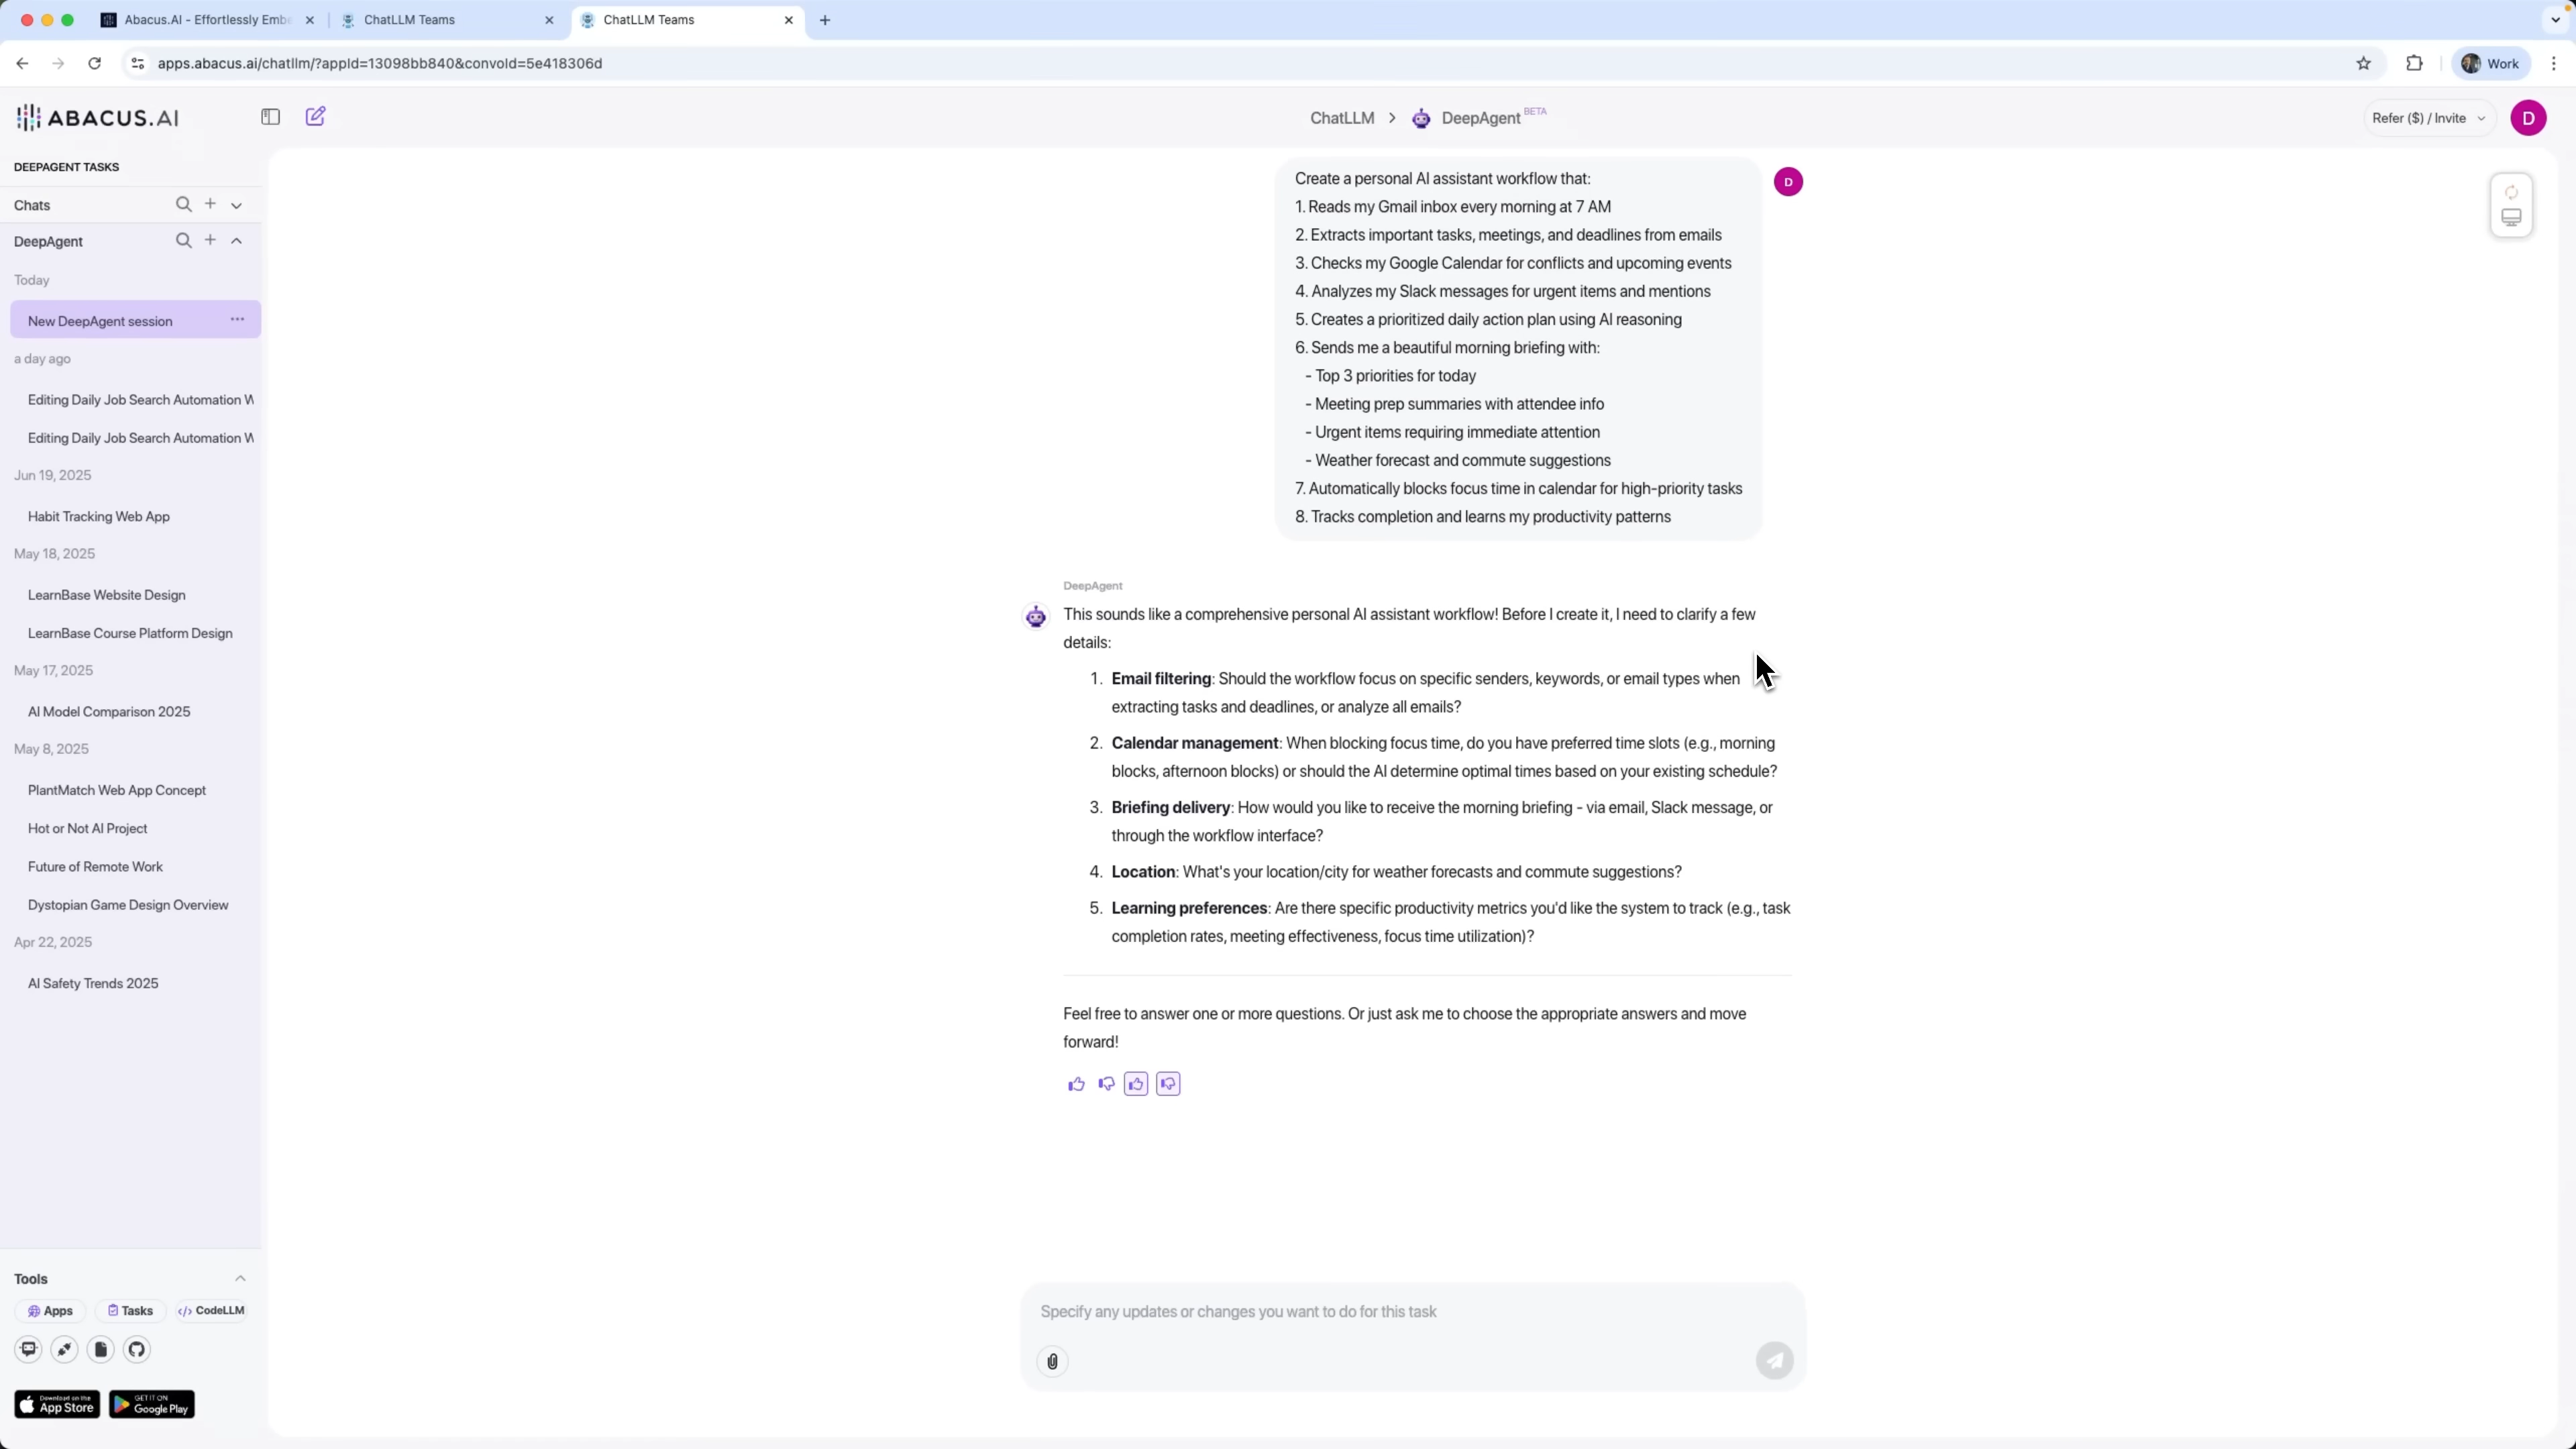 Abacus.AI - Effortlessly Embe
ChatLLM Teams
ChatLLM Teams
apps.abacus.ai/chatllm/?appId=13098bb840&convoId=5e418306d
Work
ABACUS.AI
ChatLLM > DeepAgent BETA
Refer ($) / Invite
D
DEEPAGENT TASKS
Chats
DeepAgent
Today
New DeepAgent session
a day ago
Editing Daily Job Search Automation W
Editing Daily Job Search Automation W
Jun 19, 2025
Habit Tracking Web App
May 18, 2025
LearnBase Website Design
LearnBase Course Platform Design
May 17, 2025
AI Model Comparison 2025
May 8, 2025
PlantMatch Web App Concept
Hot or Not AI Project
Future of Remote Work
Dystopian Game Design Overview
Apr 22, 2025
AI Safety Trends 2025
Tools
Apps
Tasks
</> CodeLLM
Download on the
App Store
GET IT ON
Google Play
Create a personal AI assistant workflow that:
1. Reads my Gmail inbox every morning at 7 AM
2. Extracts important tasks, meetings, and deadlines from emails
3. Checks my Google Calendar for conflicts and upcoming events
4. Analyzes my Slack messages for urgent items and mentions
5. Creates a prioritized daily action plan using AI reasoning
6. Sends me a beautiful morning briefing with:
- Top 3 priorities for today
- Meeting prep summaries with attendee info
- Urgent items requiring immediate attention
- Weather forecast and commute suggestions
7. Automatically blocks focus time in calendar for high-priority tasks
8. Tracks completion and learns my productivity patterns
D
DeepAgent
This sounds like a comprehensive personal AI assistant workflow! Before I create it, I need to clarify a few
details:
1. Email filtering: Should the workflow focus on specific senders, keywords, or email types when
extracting tasks and deadlines, or analyze all emails?
2. Calendar management: When blocking focus time, do you have preferred time slots (e.g., morning
blocks, afternoon blocks) or should the AI determine optimal times based on your existing schedule?
3. Briefing delivery: How would you like to receive the morning briefing - via email, Slack message, or
through the workflow interface?
4. Location: What's your location/city for weather forecasts and commute suggestions?
5. Learning preferences: Are there specific productivity metrics you'd like the system to track (e.g., task
completion rates, meeting effectiveness, focus time utilization)?
Feel free to answer one or more questions. Or just ask me to choose the appropriate answers and move
forward!
Specify any updates or changes you want to do for this task